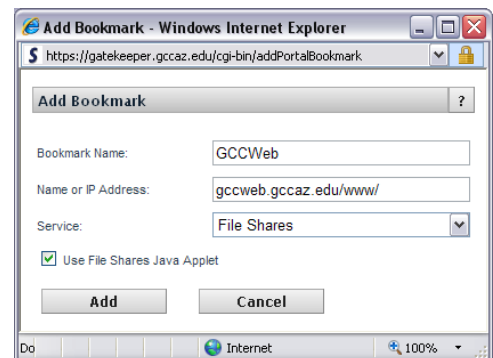 Add Bookmark - Windows Internet Explorer
https://gatekeeper.gccaz.edu/cgi-bin/addPortalBookmark
Add Bookmark ?
Bookmark Name: GCCWeb
Name or IP Address: gccweb.gccaz.edu/www/
Service: File Shares
Use File Shares Java Applet
Add Cancel
Do Internet 100%